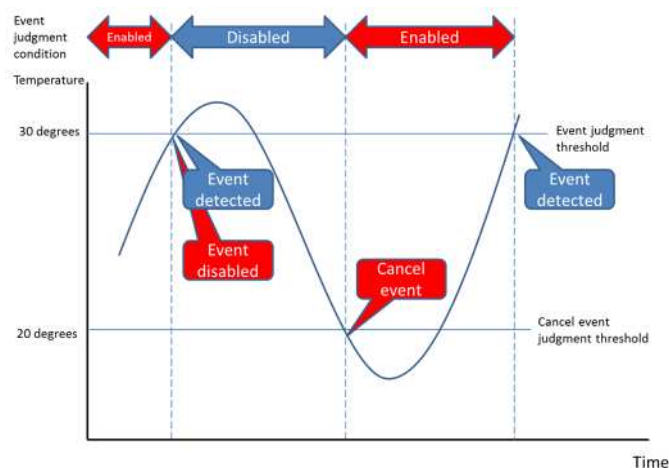 Event
judgment
condition
Enabled
Disabled
Enabled
Temperature
30 degrees
Event judgment
threshold
Event
detected
Event
detected
Event
disabled
Cancel
event
20 degrees
Cancel event
judgment threshold
Time